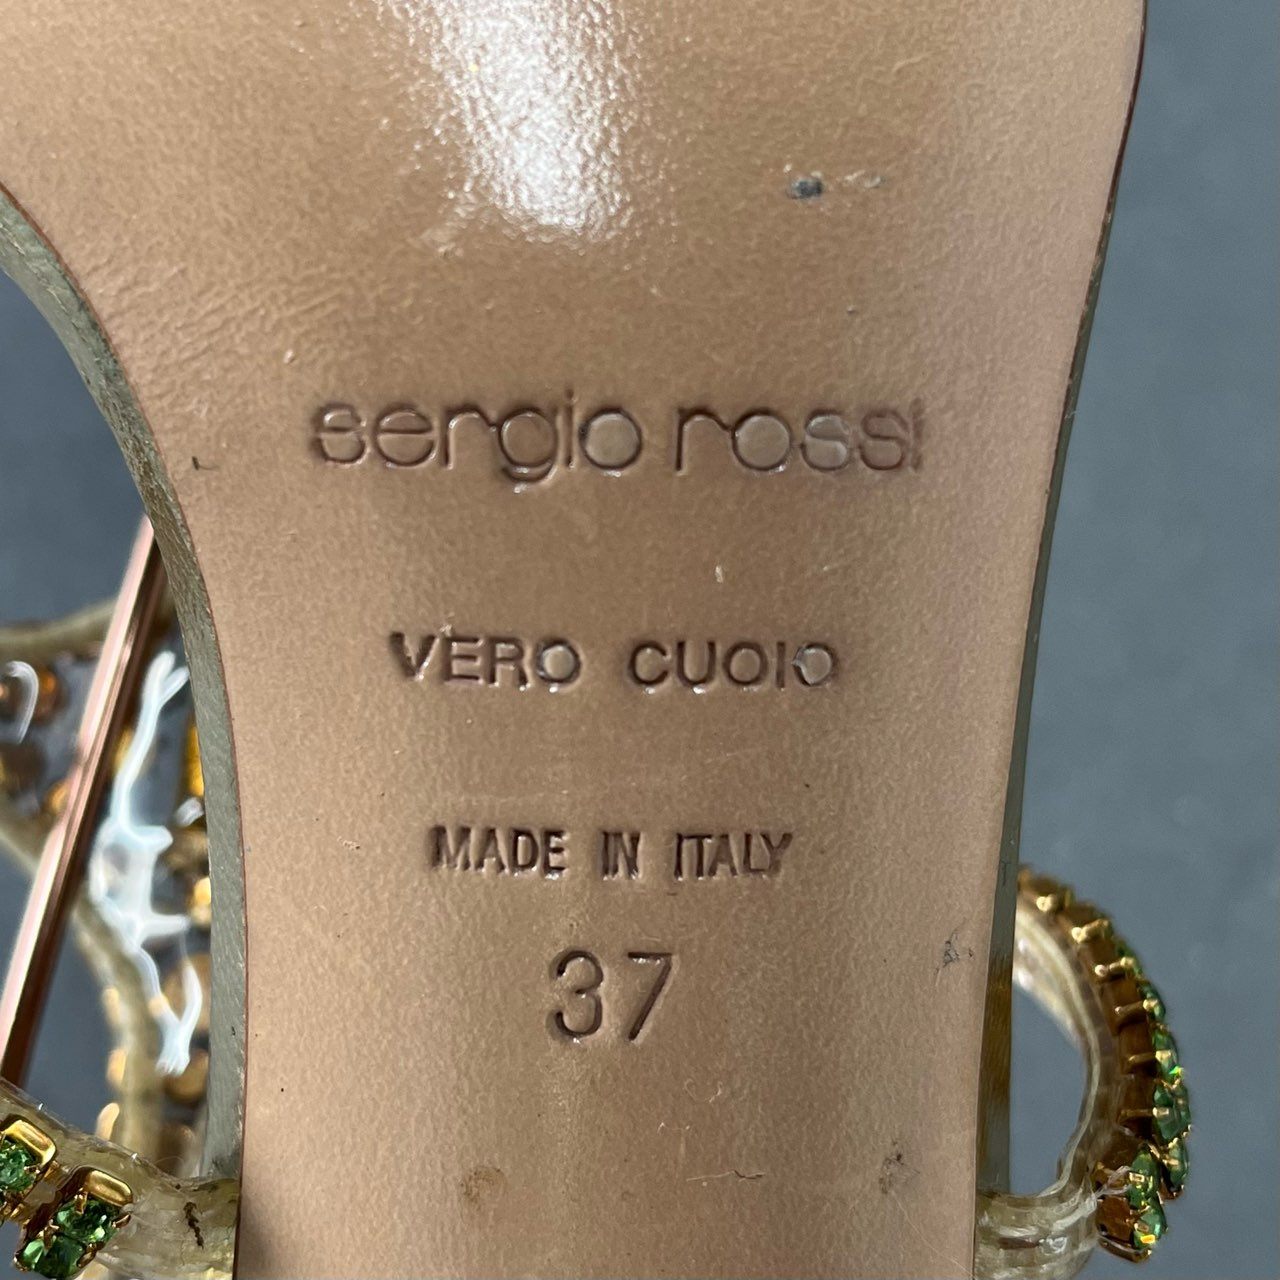 sergio rossi
VERO CUOIO
MADE IN ITALY
37